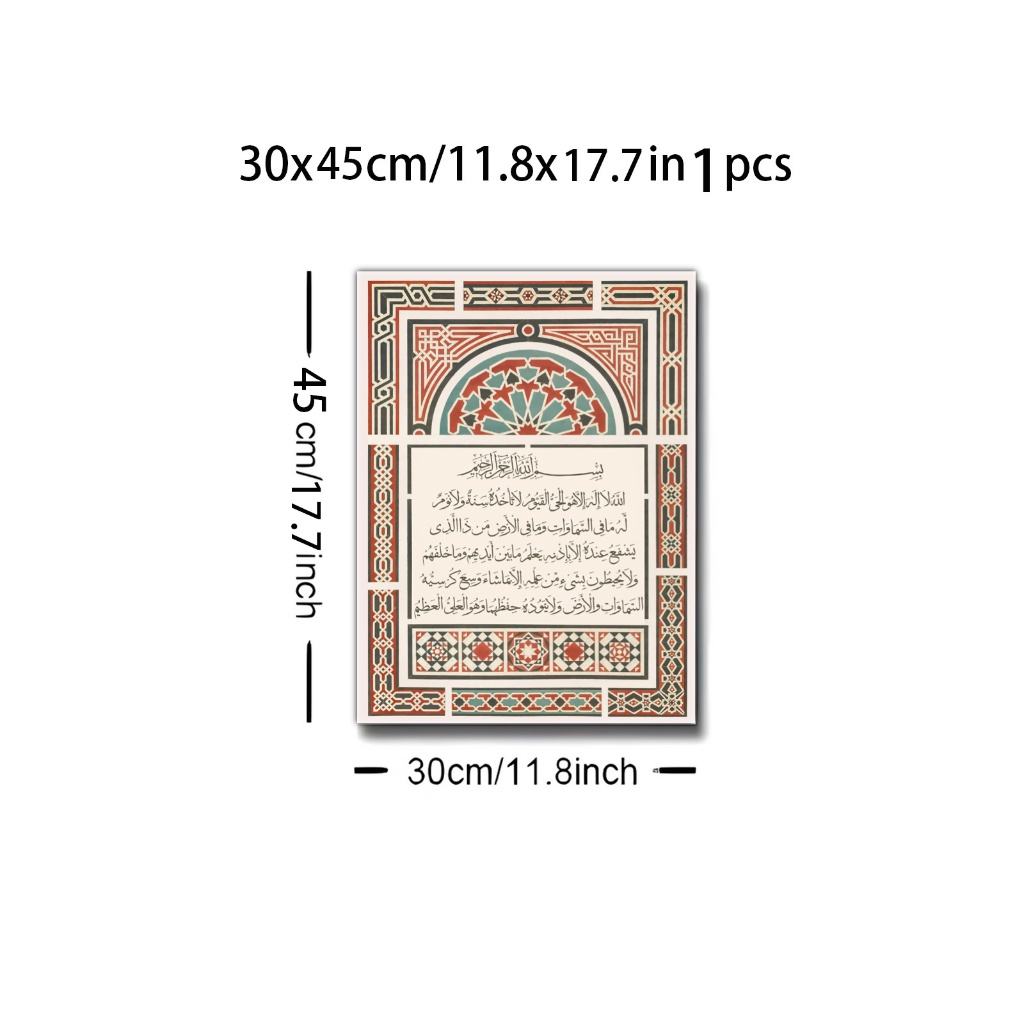 30x45cm/11.8x17.7in 1 pcs
45 cm/17.7inch
بسم الله الرحمن الرحيم
الله لا إله إلا هو الحي القيوم لا تأخذه سنة ولا نوم
له ما في السماوات وما في الأرض من ذا الذي
يشفع عنده إلا بإذنه يعلم ما بين أيديهم وما خلفهم
ولا يحيطون بشيء من علمه إلا بما شاء وسع كرسيه
السماوات والأرض ولا يئوده حفظهما وهو العلي العظيم
30cm/11.8inch